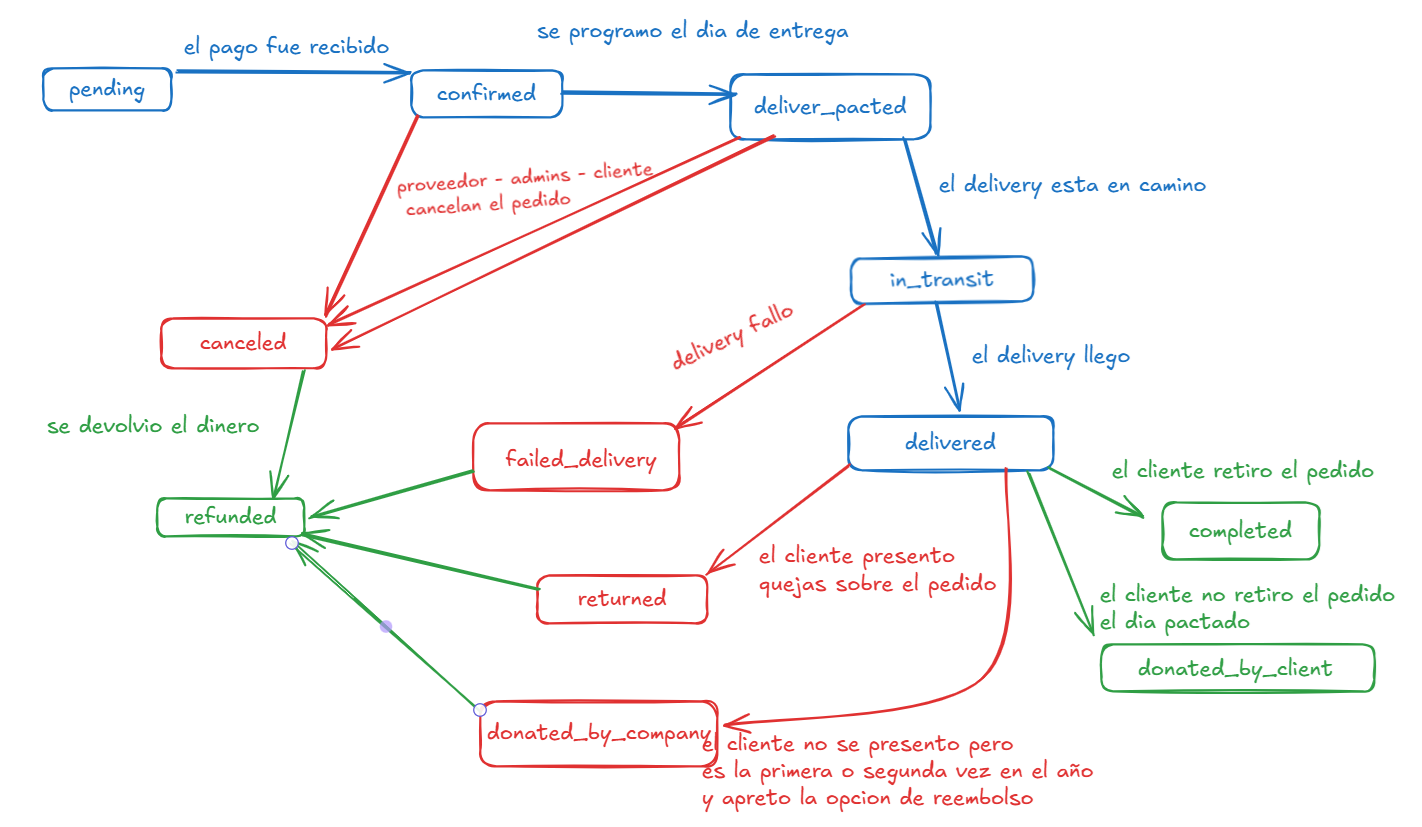 se programo el dia de entrega
el pago fue recibido
pending
confirmed
deliver_pacted
proveedor - admins - cliente
cancelan el pedido
el delivery esta en camino
in_transit
canceled
delivery fallo
el delivery llego
se devolvio el dinero
failed_delivery
delivered
el cliente retiro el pedido
refunded
completed
el cliente presento
quejas sobre el pedido
returned
el cliente no retiro el pedido
el dia pactado
donated_by_client
donated_by_company
el cliente no se presento pero
es la primera o segunda vez en el año
y apreto la opcion de reembolso